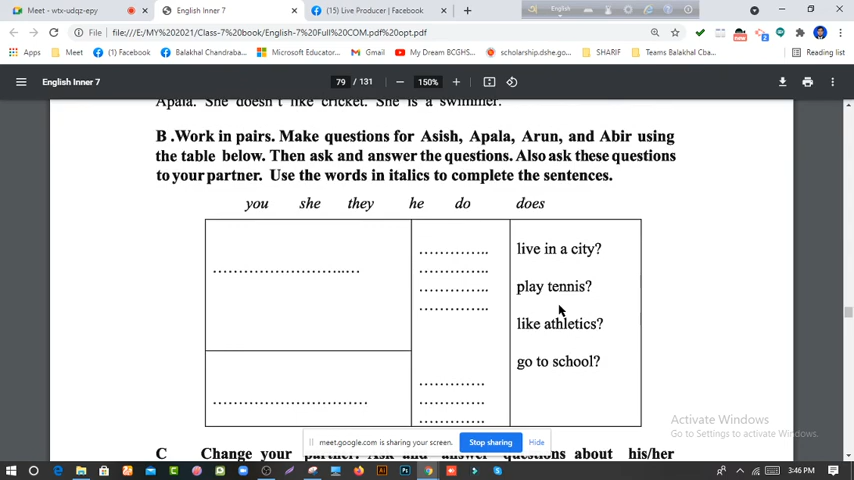 Meet - wtx-udqz-epy
English Inner 7
(15) Live Producer | Facebook
English
File
file:///E:/MY%202021/Class-7%20book/English-7%20Full%20COM.pdf%20opt.pdf
Apps
M (1) Facebook
Balakhal Chandraba...
Microsoft Educator...
Gmail
My Dream BCGHS...
scholarship.dshe.go...
SHARIF
Teams Balakhal Cha...
Reading list
English Inner 7
79 / 131
150%
Apala. She doesn't like cricket. She is a swimmer.
B .Work in pairs. Make questions for Asish, Apala, Arun, and Abir using
the table below. Then ask and answer the questions. Also ask these questions
to your partner. Use the words in italics to complete the sentences.
you she they he do does
........................…
..............
..............
..............
..............
live in a city?
play tennis?
like athletics?
go to school?
............................
.............
.............
.............
Activate Windows
Go to Settings to activate Windows.
meet.google.com is sharing your screen.
Stop sharing
Hide
C Change your partner. Ask and answer questions about his/her
3:46 PM